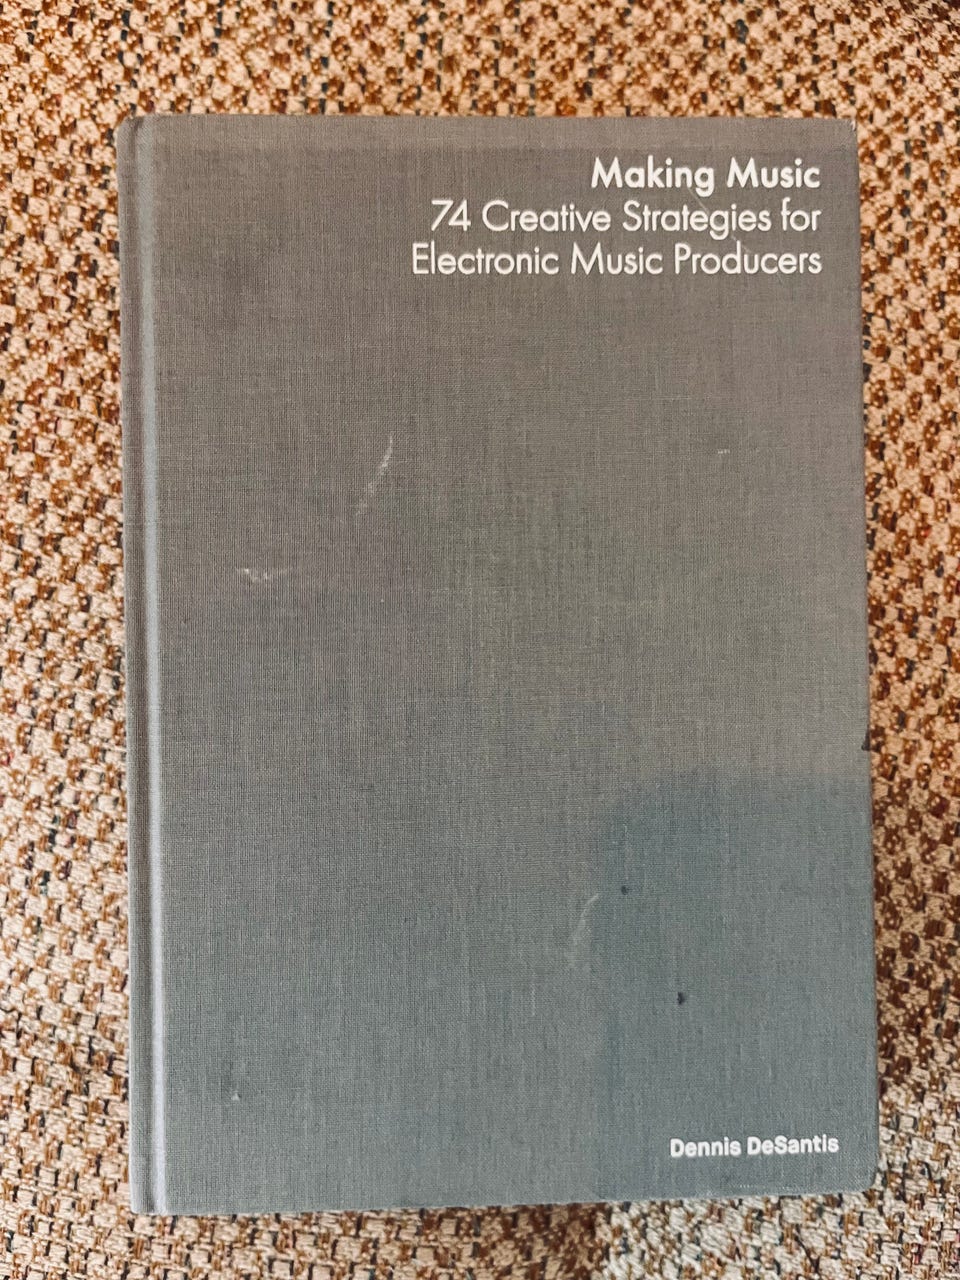 Making Music
74 Creative Strategies for
Electronic Music Producers
Dennis DeSantis